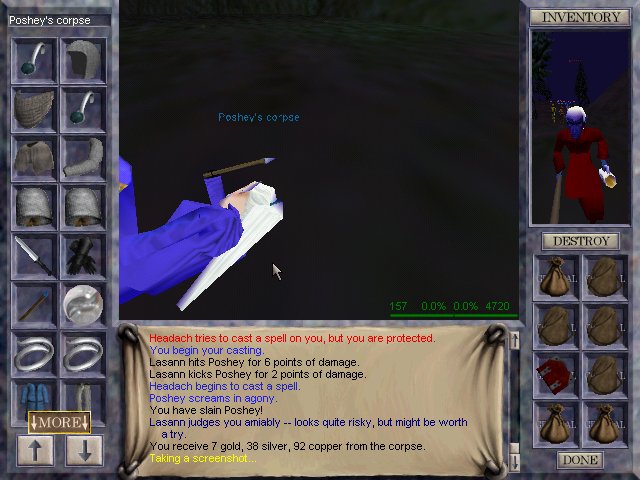 Poshey's corpse
INVENTORY
Poshey's corpse
DESTROY
157 0.0% 0.0% 4720
Headach tries to cast a spell on you, but you are protected.
You begin your casting.
Lasann hits Poshey for 6 points of damage.
Lasann kicks Poshey for 2 points of damage.
Headach begins to cast a spell.
Poshey screams in agony.
You have slain Poshey!
Lasann judges you amiably -- looks quite risky, but might be worth
a try.
You receive 7 gold, 38 silver, 92 copper from the corpse.
Taking a screenshot...
MORE
DONE